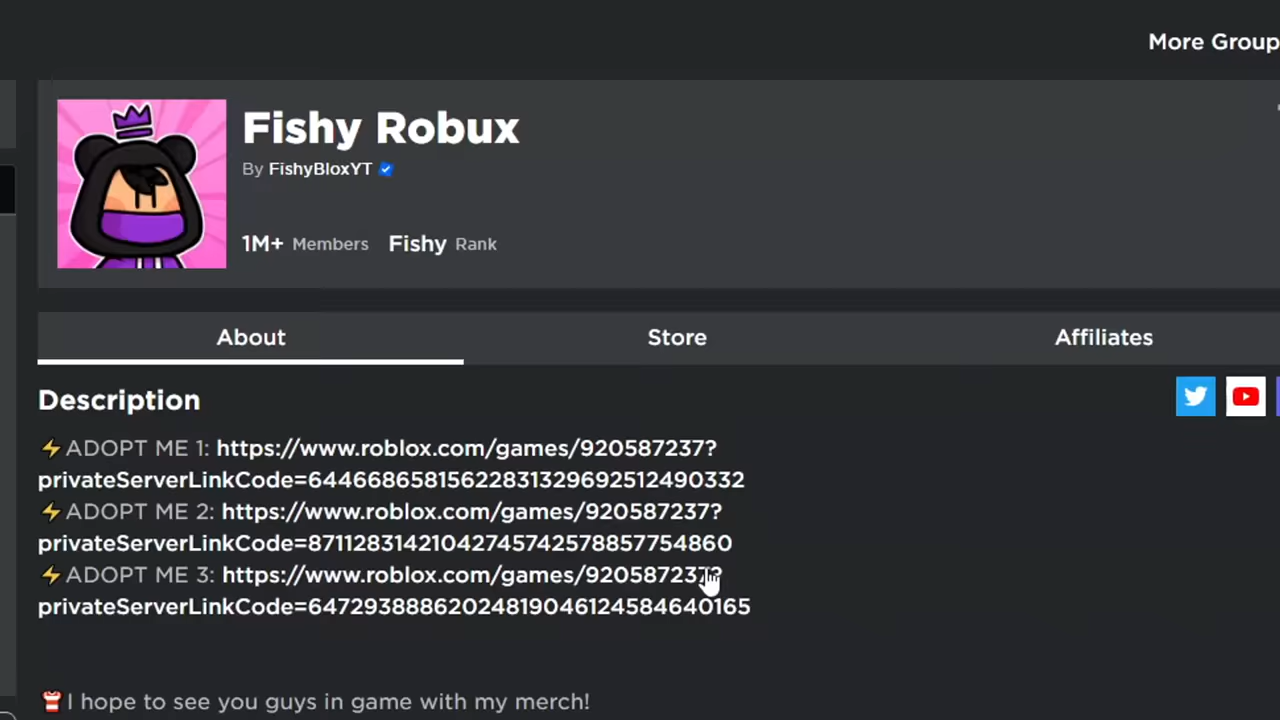 More Group
Fishy Robux
By FishyBloxYT
1M+ Members Fishy Rank
About Store Affiliates
Description
⚡ADOPT ME 1: https://www.roblox.com/games/920587237?
privateServerLinkCode=64466865815622831329692512490332
⚡ADOPT ME 2: https://www.roblox.com/games/920587237?
privateServerLinkCode=87112831421042745742578857754860
⚡ADOPT ME 3: https://www.roblox.com/games/920587237?
privateServerLinkCode=64729388862024819046124584640165
I hope to see you guys in game with my merch!